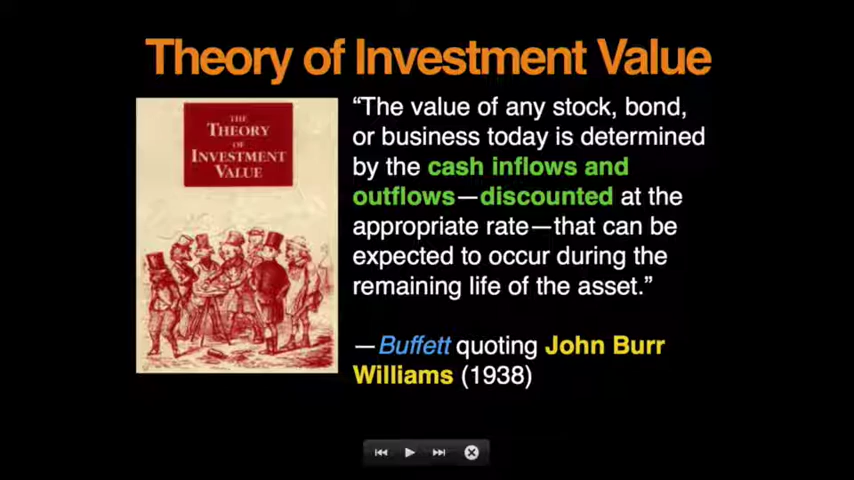 Theory of Investment Value
THE
THEORY
OF
INVESTMENT
VALUE
“The value of any stock, bond,
or business today is determined
by the cash inflows and
outflows—discounted at the
appropriate rate—that can be
expected to occur during the
remaining life of the asset.”
—Buffett quoting John Burr
Williams (1938)